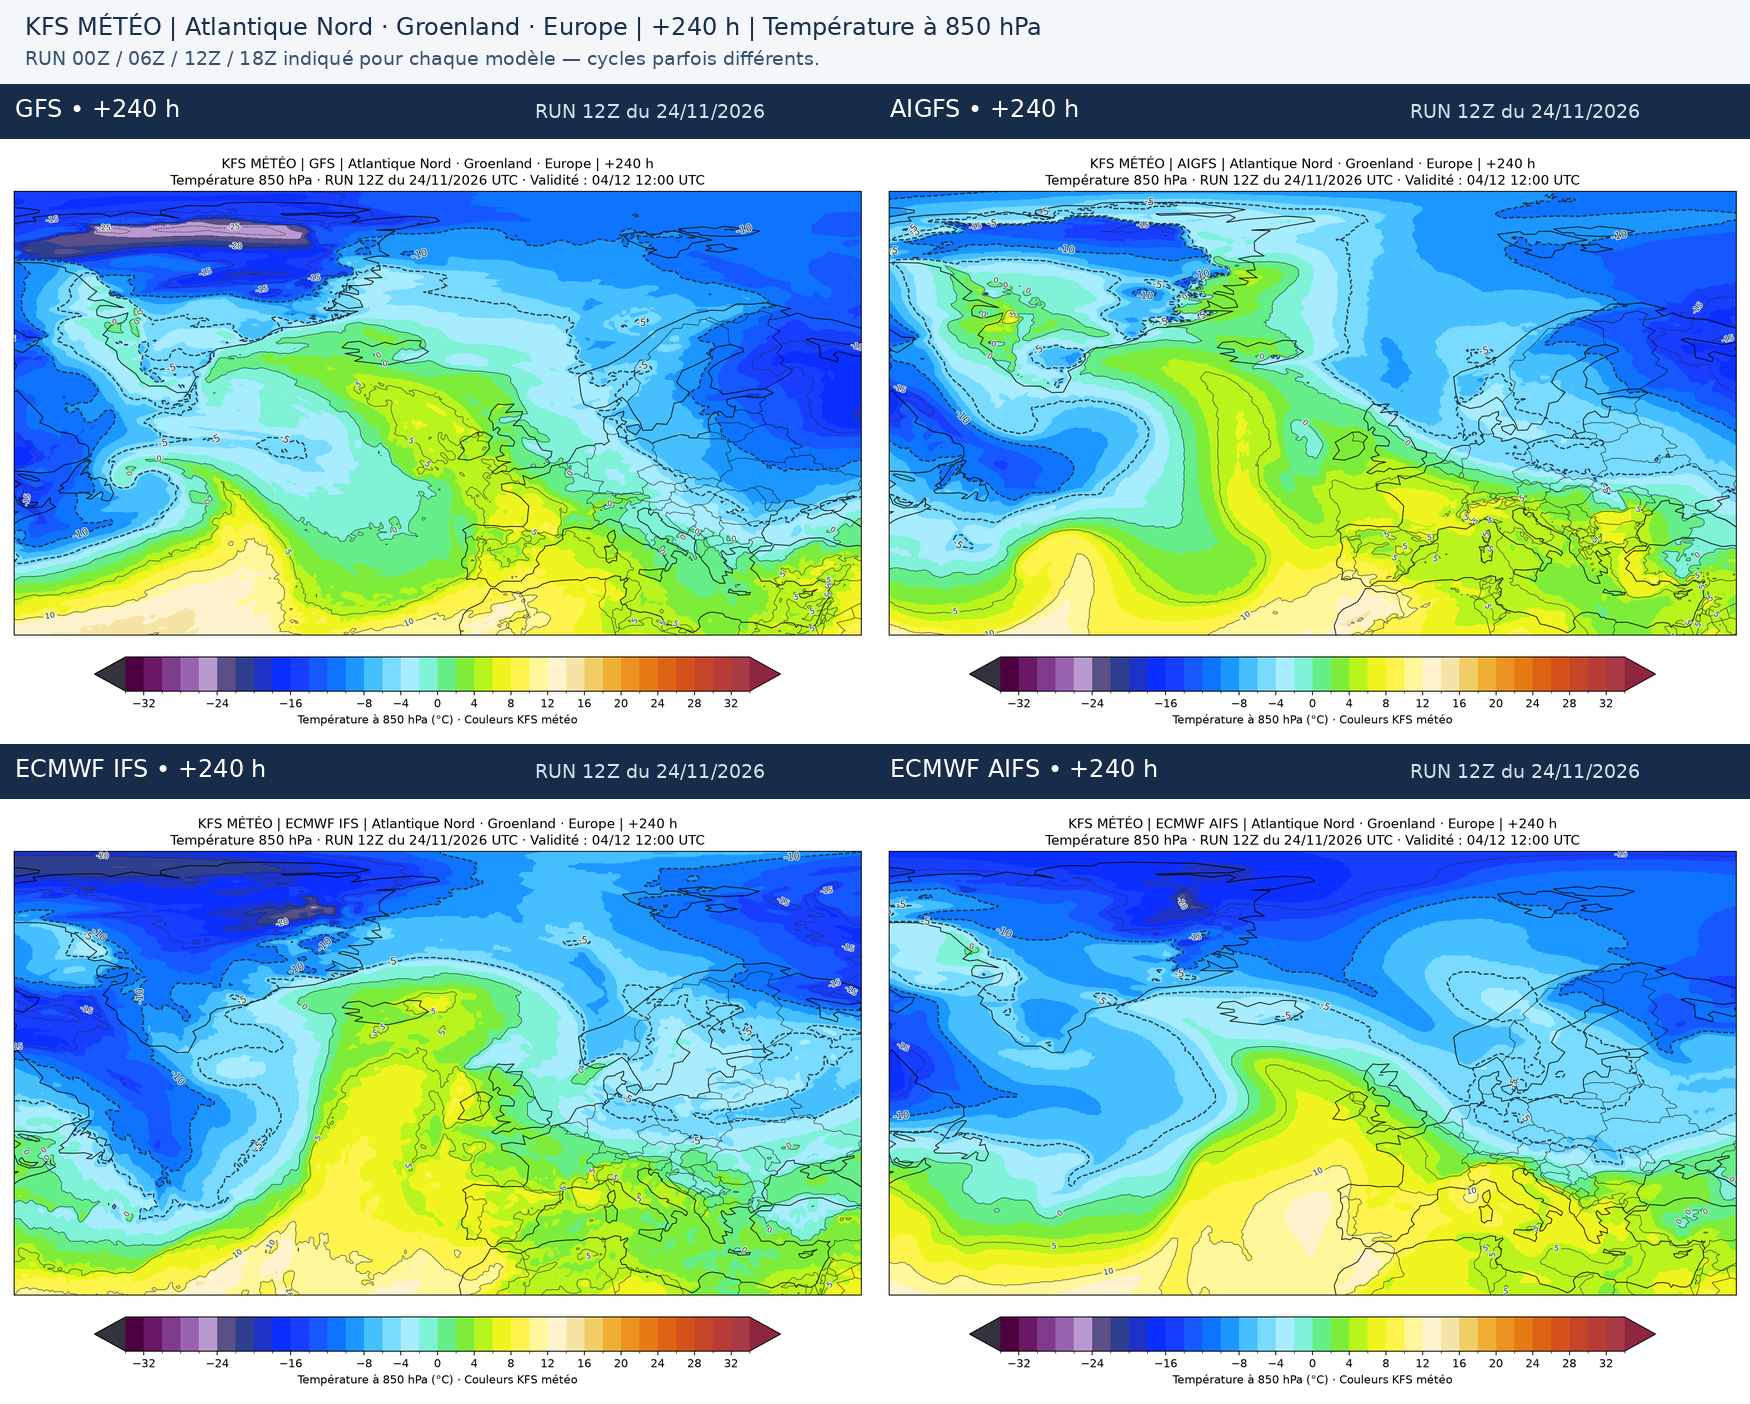 KFS MÉTÉO | Atlantique Nord · Groenland · Europe | +240 h | Température à 850 hPa
RUN 00Z / 06Z / 12Z / 18Z indiqué pour chaque modèle — cycles parfois différents.
GFS • +240 h
RUN 12Z du 24/11/2026
KFS MÉTÉO | GFS | Atlantique Nord · Groenland · Europe | +240 h
Température 850 hPa · RUN 12Z du 24/11/2026 UTC · Validité : 04/12 12:00 UTC
−32 −24 −16 −8 −4 0 4 8 12 16 20 24 28 32
Température à 850 hPa (°C) · Couleurs KFS météo
AIGFS • +240 h
RUN 12Z du 24/11/2026
KFS MÉTÉO | AIGFS | Atlantique Nord · Groenland · Europe | +240 h
Température 850 hPa · RUN 12Z du 24/11/2026 UTC · Validité : 04/12 12:00 UTC
−32 −24 −16 −8 −4 0 4 8 12 16 20 24 28 32
Température à 850 hPa (°C) · Couleurs KFS météo
ECMWF IFS • +240 h
RUN 12Z du 24/11/2026
KFS MÉTÉO | ECMWF IFS | Atlantique Nord · Groenland · Europe | +240 h
Température 850 hPa · RUN 12Z du 24/11/2026 UTC · Validité : 04/12 12:00 UTC
−32 −24 −16 −8 −4 0 4 8 12 16 20 24 28 32
Température à 850 hPa (°C) · Couleurs KFS météo
ECMWF AIFS • +240 h
RUN 12Z du 24/11/2026
KFS MÉTÉO | ECMWF AIFS | Atlantique Nord · Groenland · Europe | +240 h
Température 850 hPa · RUN 12Z du 24/11/2026 UTC · Validité : 04/12 12:00 UTC
−32 −24 −16 −8 −4 0 4 8 12 16 20 24 28 32
Température à 850 hPa (°C) · Couleurs KFS météo